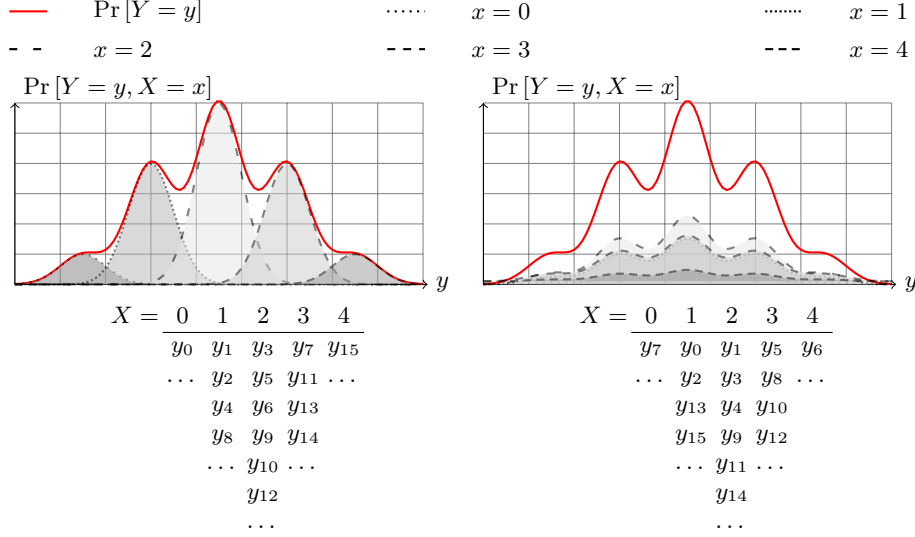 Pr [Y = y] x = 0 x = 1
x = 2 x = 3 x = 4
Pr [Y = y, X = x]
y
X = 0 1 2 3 4
y₀ y₁ y₃ y₇ y₁₅
... y₂ y₅ y₁₁ ...
y₄ y₆ y₁₃
y₈ y₉ y₁₄
... y₁₀ ...
y₁₂
...
Pr [Y = y, X = x]
y
X = 0 1 2 3 4
y₇ y₀ y₁ y₅ y₆
... y₂ y₃ y₈ ...
y₁₃ y₄ y₁₀
y₁₅ y₉ y₁₂
... y₁₁ ...
y₁₄
...